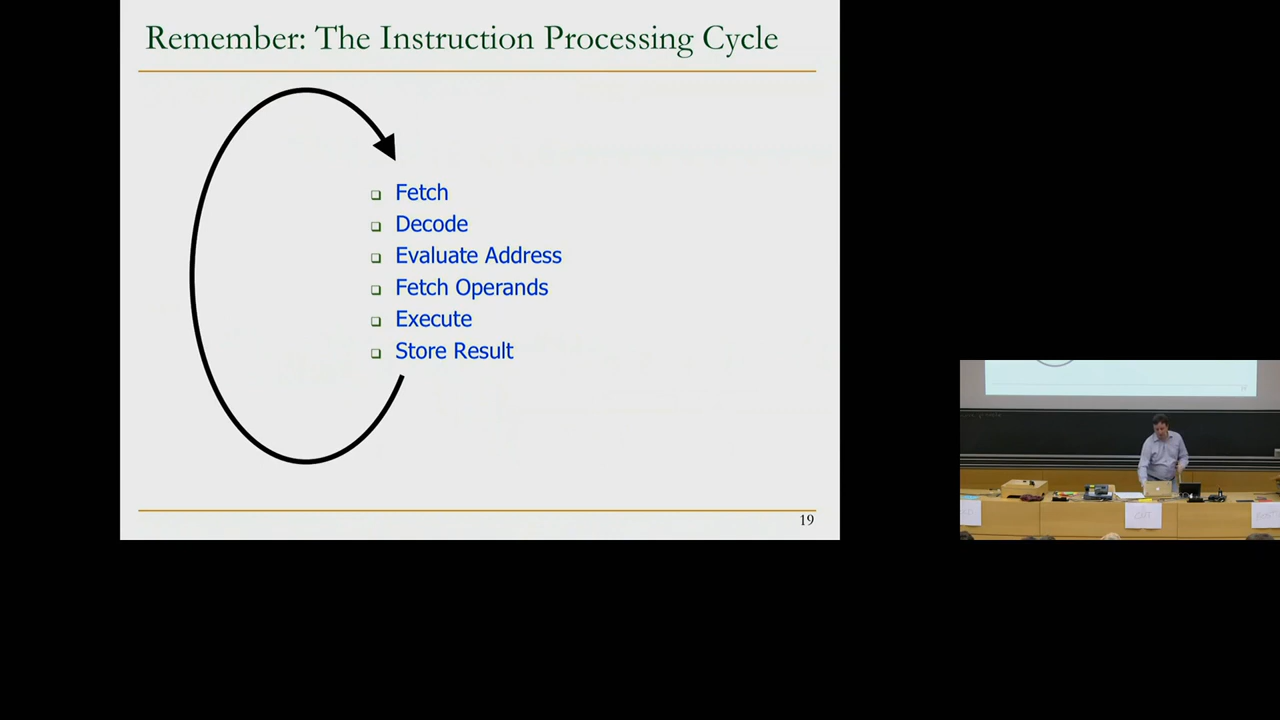 Remember: The Instruction Processing Cycle
Fetch
Decode
Evaluate Address
Fetch Operands
Execute
Store Result
19